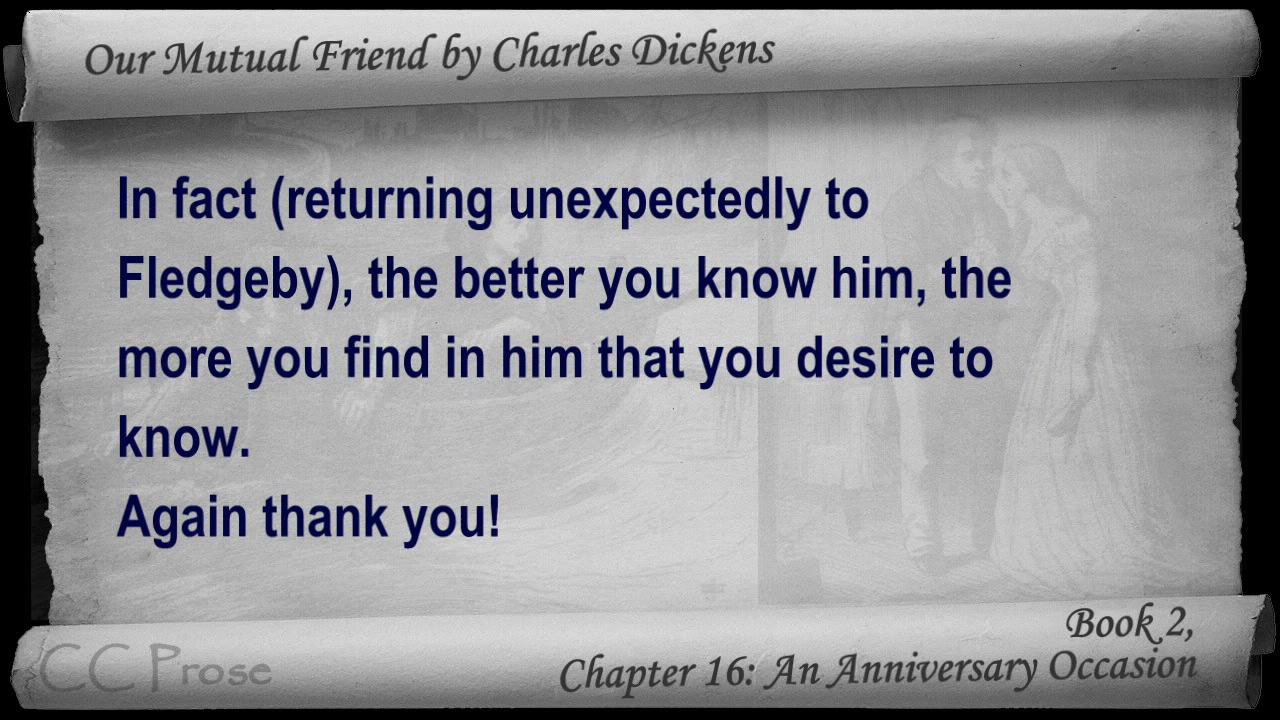 Our Mutual Friend by Charles Dickens
In fact (returning unexpectedly to
Fledgeby), the better you know him, the
more you find in him that you desire to
know.
Again thank you!
Book 2,
Chapter 16: An Anniversary Occasion
CC Prose